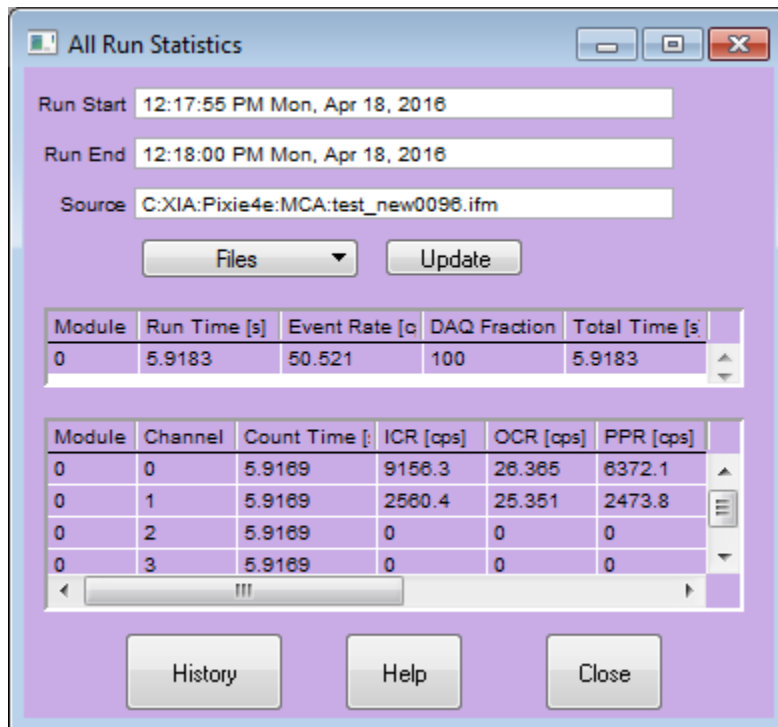 All Run Statistics
Run Start 12:17:55 PM Mon, Apr 18, 2016
Run End 12:18:00 PM Mon, Apr 18, 2016
Source C:XIA:Pixie4e:MCA:test_new0096.ifm
Files Update
Module Run Time [s] Event Rate [c DAQ Fraction Total Time [s]
0 5.9183 50.521 100 5.9183
Module Channel Count Time [s ICR [cps] OCR [cps] PPR [cps]
0 0 5.9169 9156.3 26.365 6372.1
0 1 5.9169 2560.4 25.351 2473.8
0 2 5.9169 0 0 0
0 3 5.9169 0 0 0
History Help Close